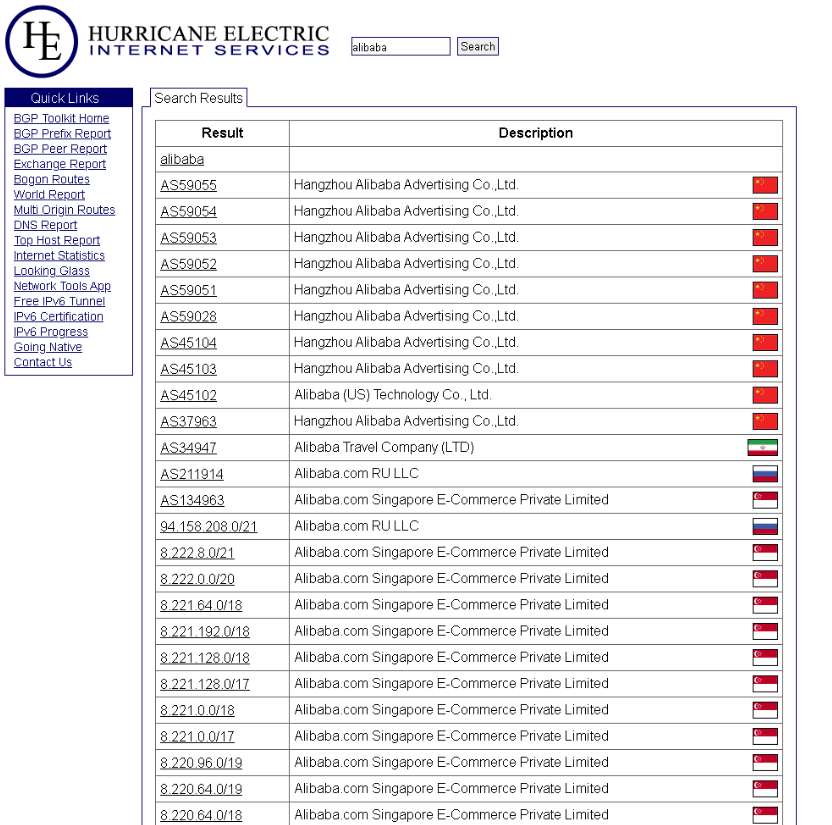 HE
HURRICANE ELECTRIC
INTERNET SERVICES
alibaba Search
Quick Links
BGP Toolkit Home
BGP Prefix Report
BGP Peer Report
Exchange Report
Bogon Routes
World Report
Multi Origin Routes
DNS Report
Top Host Report
Internet Statistics
Looking Glass
Network Tools App
Free IPv6 Tunnel
IPv6 Certification
IPv6 Progress
Going Native
Contact Us
Search Results
Result Description
alibaba
AS59055 Hangzhou Alibaba Advertising Co.,Ltd.
AS59054 Hangzhou Alibaba Advertising Co.,Ltd.
AS59053 Hangzhou Alibaba Advertising Co.,Ltd.
AS59052 Hangzhou Alibaba Advertising Co.,Ltd.
AS59051 Hangzhou Alibaba Advertising Co.,Ltd.
AS59028 Hangzhou Alibaba Advertising Co.,Ltd.
AS45104 Hangzhou Alibaba Advertising Co.,Ltd.
AS45103 Hangzhou Alibaba Advertising Co.,Ltd.
AS45102 Alibaba (US) Technology Co., Ltd.
AS37963 Hangzhou Alibaba Advertising Co.,Ltd.
AS34947 Alibaba Travel Company (LTD)
AS211914 Alibaba.com RU LLC
AS134963 Alibaba.com Singapore E-Commerce Private Limited
94.158.208.0/21 Alibaba.com RU LLC
8.222.8.0/21 Alibaba.com Singapore E-Commerce Private Limited
8.222.0.0/20 Alibaba.com Singapore E-Commerce Private Limited
8.221.64.0/18 Alibaba.com Singapore E-Commerce Private Limited
8.221.192.0/18 Alibaba.com Singapore E-Commerce Private Limited
8.221.128.0/18 Alibaba.com Singapore E-Commerce Private Limited
8.221.128.0/17 Alibaba.com Singapore E-Commerce Private Limited
8.221.0.0/18 Alibaba.com Singapore E-Commerce Private Limited
8.221.0.0/17 Alibaba.com Singapore E-Commerce Private Limited
8.220.96.0/19 Alibaba.com Singapore E-Commerce Private Limited
8.220.64.0/19 Alibaba.com Singapore E-Commerce Private Limited
8.220.64.0/18 Alibaba.com Singapore E-Commerce Private Limited